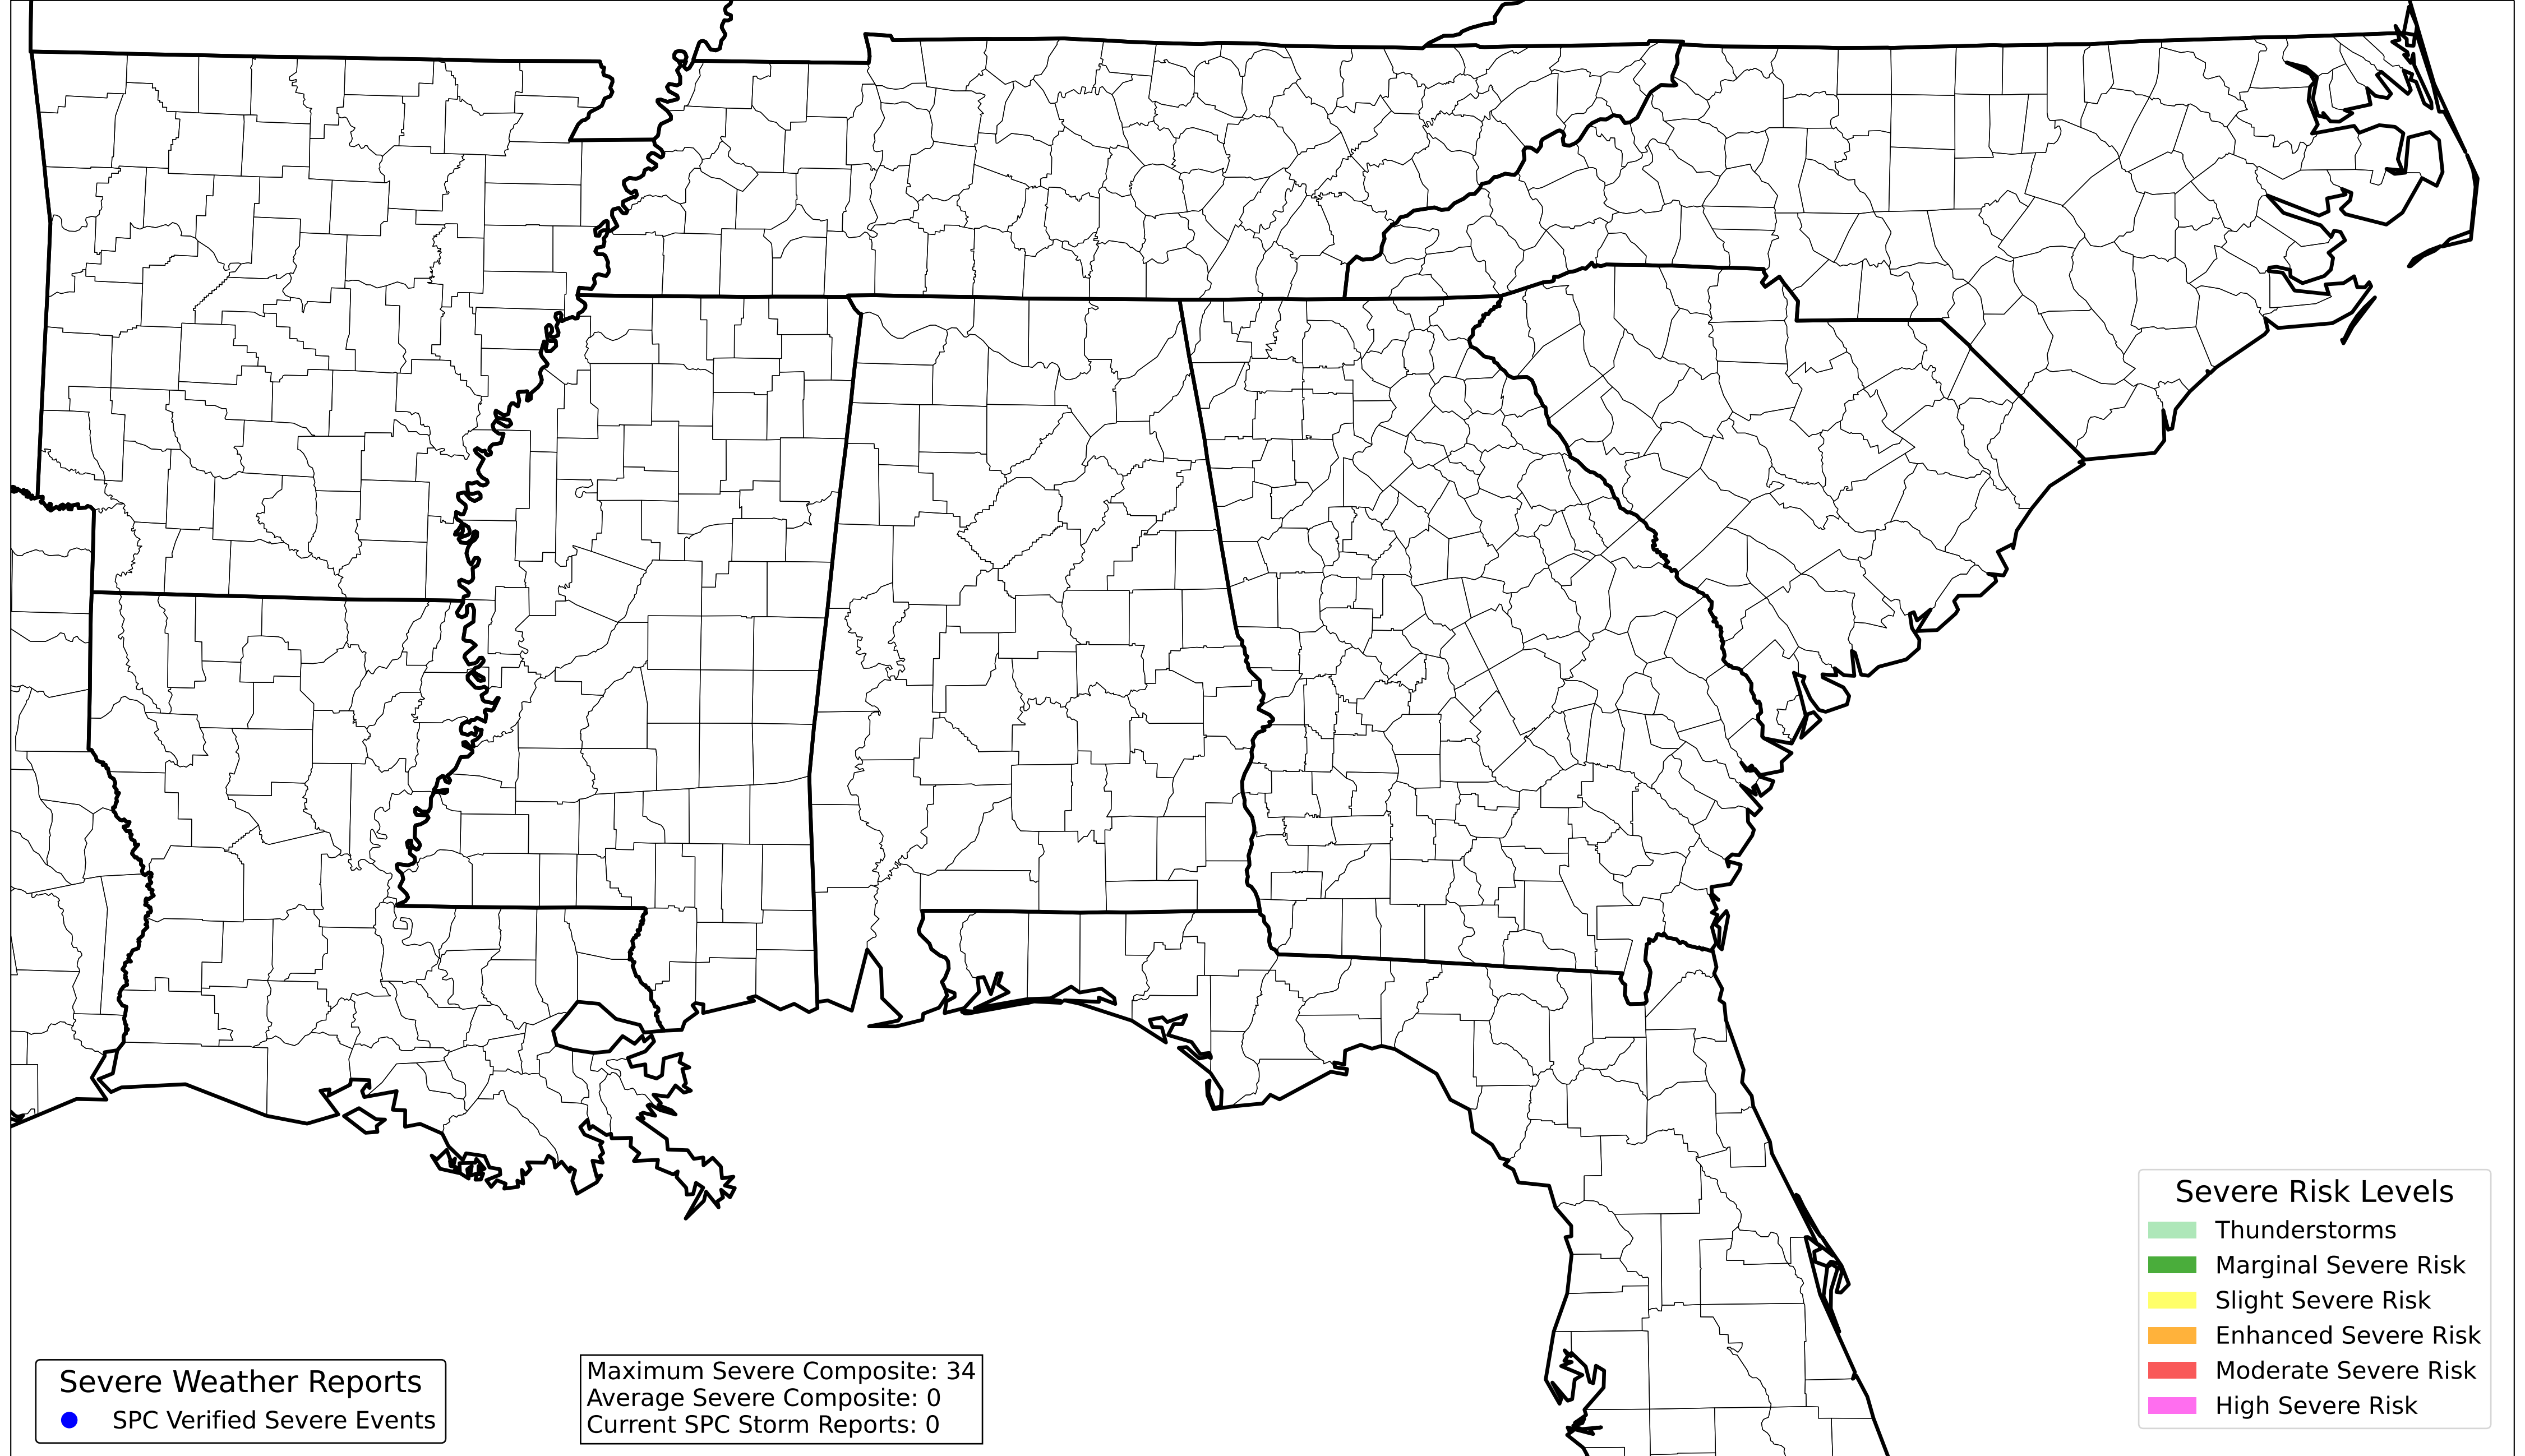 Severe Risk Levels
Thunderstorms
Marginal Severe Risk
Slight Severe Risk
Enhanced Severe Risk
Moderate Severe Risk
High Severe Risk
Severe Weather Reports
SPC Verified Severe Events
Maximum Severe Composite: 34
Average Severe Composite: 0
Current SPC Storm Reports: 0